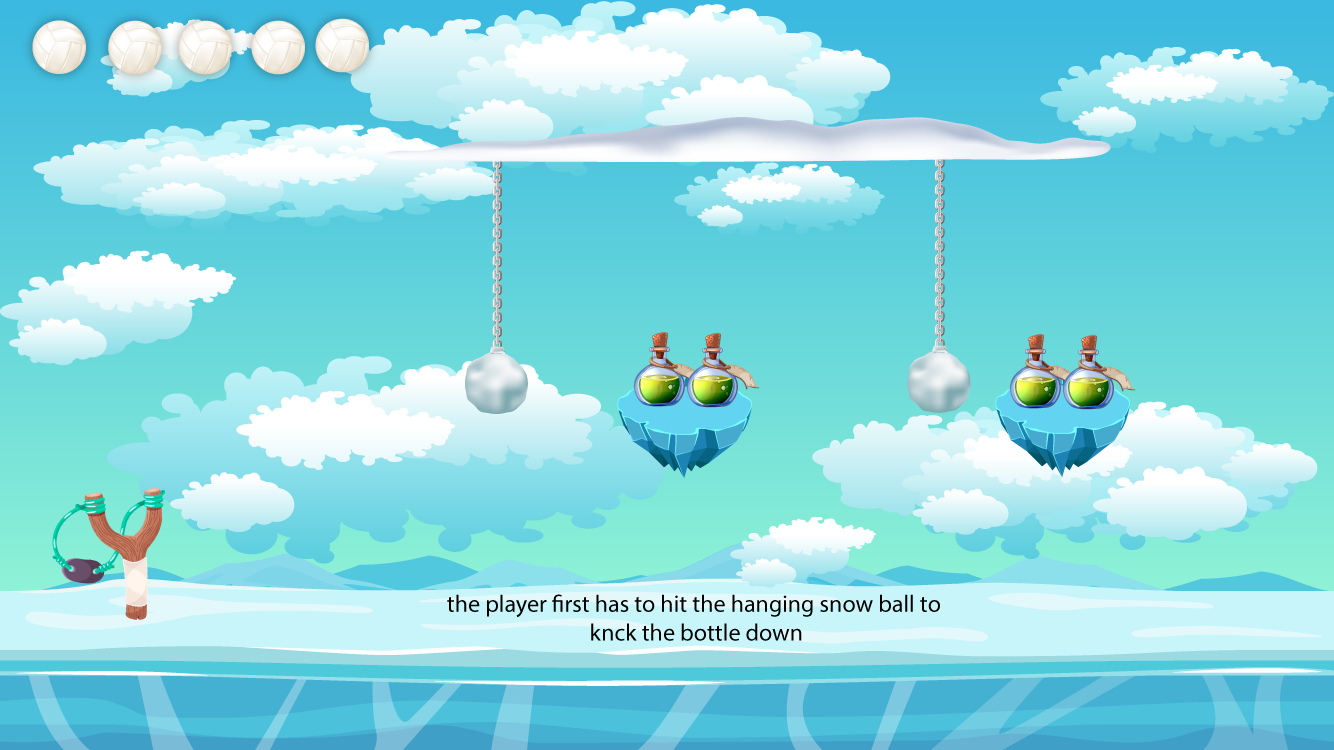 the player first has to hit the hanging snow ball to
knck the bottle down